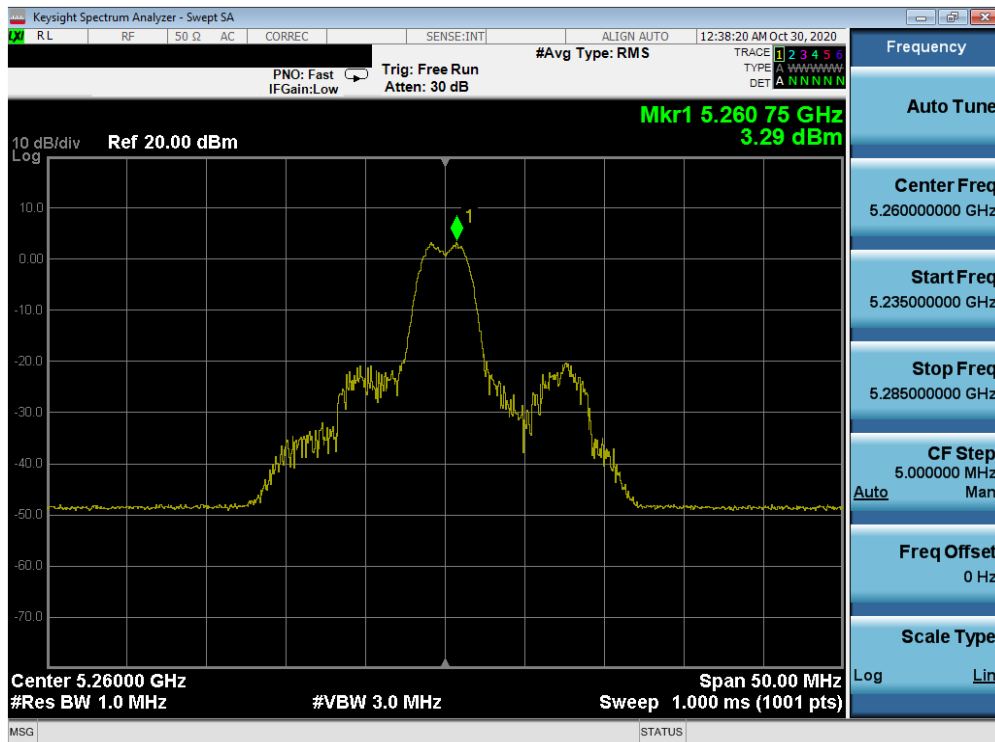 Keysight Spectrum Analyzer - Swept SA
LXI RL RF 50 Ω AC CORREC SENSE:INT ALIGN AUTO 12:38:20 AM Oct 30, 2020
#Avg Type: RMS
TRACE 1 2 3 4 5 6
TYPE A WWWWW
DET A N N N N N
PNO: Fast
IFGain:Low
Trig: Free Run
Atten: 30 dB
Mkr1 5.260 75 GHz
3.29 dBm
10 dB/div
Log
Ref 20.00 dBm
1
10.0
0.00
-10.0
-20.0
-30.0
-40.0
-50.0
-60.0
-70.0
Center 5.26000 GHz
Span 50.00 MHz
#Res BW 1.0 MHz
#VBW 3.0 MHz
Sweep 1.000 ms (1001 pts)
MSG
STATUS
Frequency
Auto Tune
Center Freq
5.260000000 GHz
Start Freq
5.235000000 GHz
Stop Freq
5.285000000 GHz
CF Step
5.000000 MHz
Auto Man
Freq Offset
0 Hz
Scale Type
Log Lin